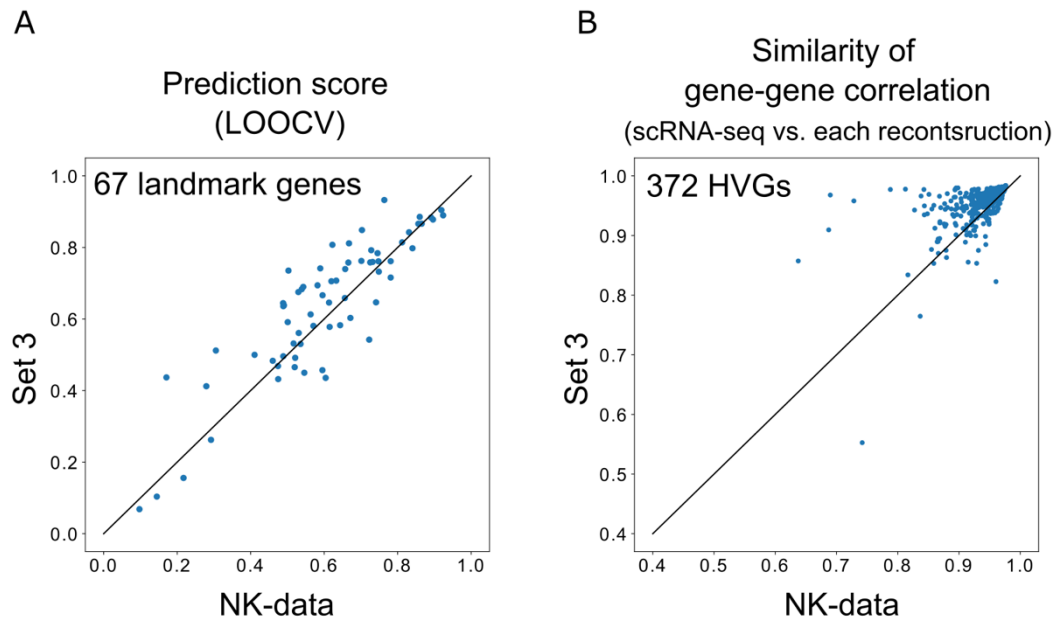 A
Prediction score
(LOOCV)
67 landmark genes
1.0
0.8
0.6
0.4
0.2
0.0
Set 3
0.0 0.2 0.4 0.6 0.8 1.0
NK-data
B
Similarity of
gene-gene correlation
(scRNA-seq vs. each recontsruction)
372 HVGs
1.0
0.9
0.8
0.7
0.6
0.5
0.4
Set 3
0.4 0.5 0.6 0.7 0.8 0.9 1.0
NK-data